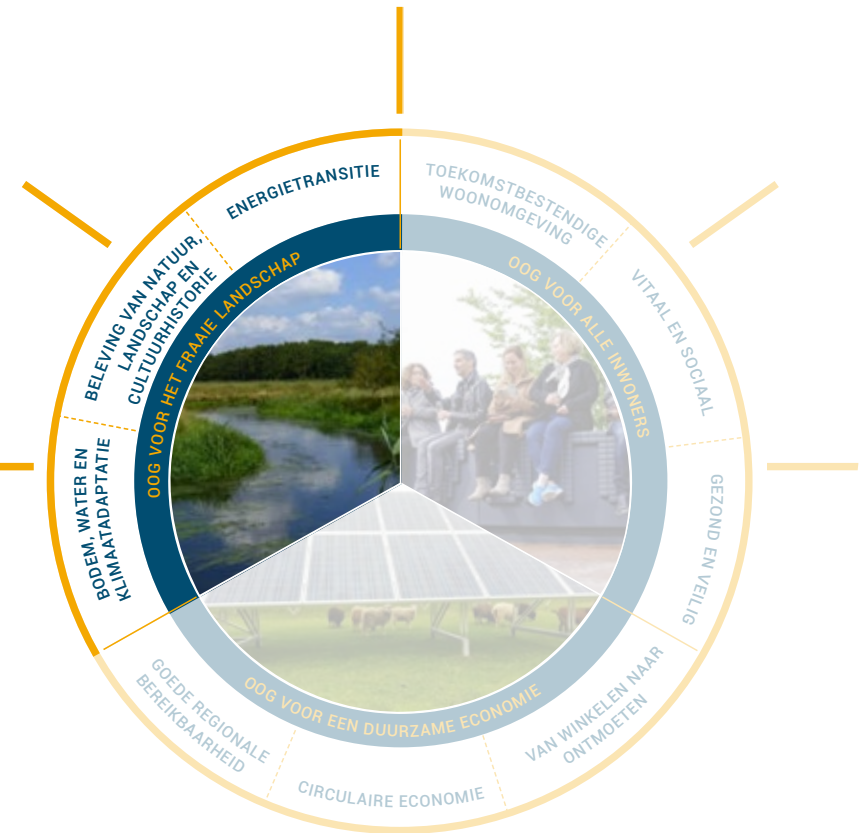 ENERGIETRANSITIE
BELEVING VAN NATUUR,
LANDSCHAP EN
CULTUURHISTORIE
BODEM, WATER EN
KLIMAATADAPTATIE
OOG VOOR HET FRAAIE LANDSCHAP
TOEKOMSTBESTENDIGE
WOONOMGEVING
VITAAL EN SOCIAAL
GEZOND EN VEILIG
OOG VOOR ALLE INWONERS
VAN WINKELEN NAAR
ONTMOETEN
CIRCULAIRE ECONOMIE
GOEDE REGIONALE
BEREIKBAARHEID
OOG VOOR EEN DUURZAME ECONOMIE